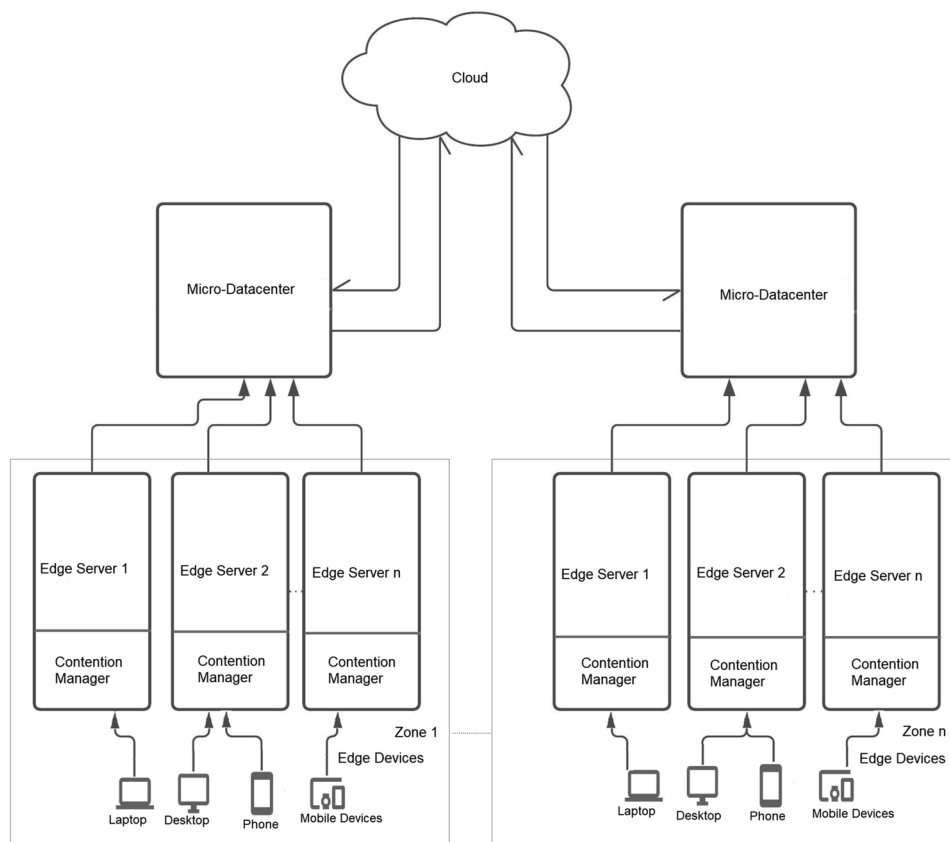 Cloud
Micro-Datacenter
Micro-Datacenter
Edge Server 1
Edge Server 2
Edge Server n
Contention
Manager
Contention
Manager
Contention
Manager
Zone 1
Edge Devices
Laptop
Desktop
Phone
Mobile Devices
Edge Server 1
Edge Server 2
Edge Server n
Contention
Manager
Contention
Manager
Contention
Manager
Zone n
Edge Devices
Laptop
Desktop
Phone
Mobile Devices